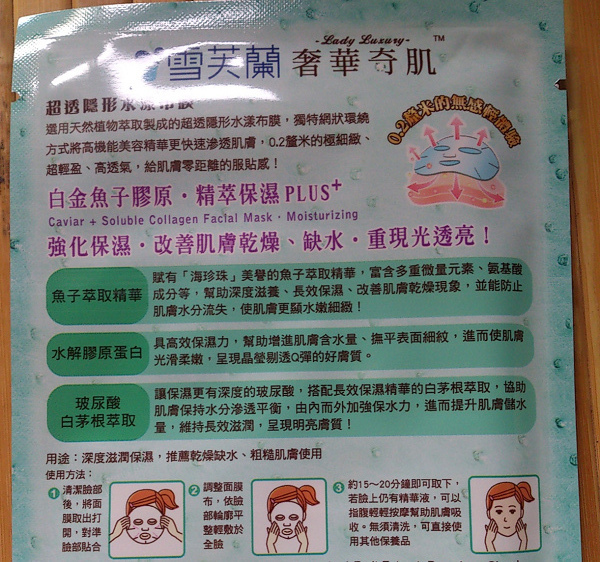 -Lady Luxury-
雪芙蘭 奢華奇肌 TM
超透隱形水漾布膜
選用天然植物萃取製成的超透隱形水漾布膜，獨特網狀環繞
方式將高機能美容精華更快速滲透肌膚，0.2釐米的極細緻、
超輕盈、高透氣，給肌膚零距離的服貼感！
0.2釐米的無感輕體驗
白金魚子膠原・精萃保濕 PLUS+
Caviar + Soluble Collagen Facial Mask · Moisturizing
強化保濕・改善肌膚乾燥、缺水・重現光透亮！
魚子萃取精華
賦有「海珍珠」美譽的魚子萃取精華，富含多重微量元素、氨基酸
成分等，幫助深度滋養、長效保濕、改善肌膚乾燥現象，並能防止
肌膚水分流失，使肌膚更顯水嫩細緻！
水解膠原蛋白
具高效保濕力，幫助增進肌膚含水量、撫平表面細紋，進而使肌膚
光滑柔嫩，呈現晶瑩剔透Q彈的好膚質。
玻尿酸
白茅根萃取
讓保濕更有深度的玻尿酸，搭配長效保濕精華的白茅根萃取，協助
肌膚保持水分滲透平衡，由內而外加強保水力，進而提升肌膚儲水
量，維持長效滋潤，呈現明亮膚質！
用途：深度滋潤保濕，推薦乾燥缺水、粗糙肌膚使用
使用方法：
1 清潔臉部
後，將面
膜取出打
開，對準
臉部貼合
2 調整面膜
布，依臉
部輪廓平
整輕敷於
全臉
3 約15～20分鐘即可取下，
若臉上仍有精華液，可以
指腹輕輕按摩幫助肌膚吸
收。無須清洗，可直接使
用其他保養品